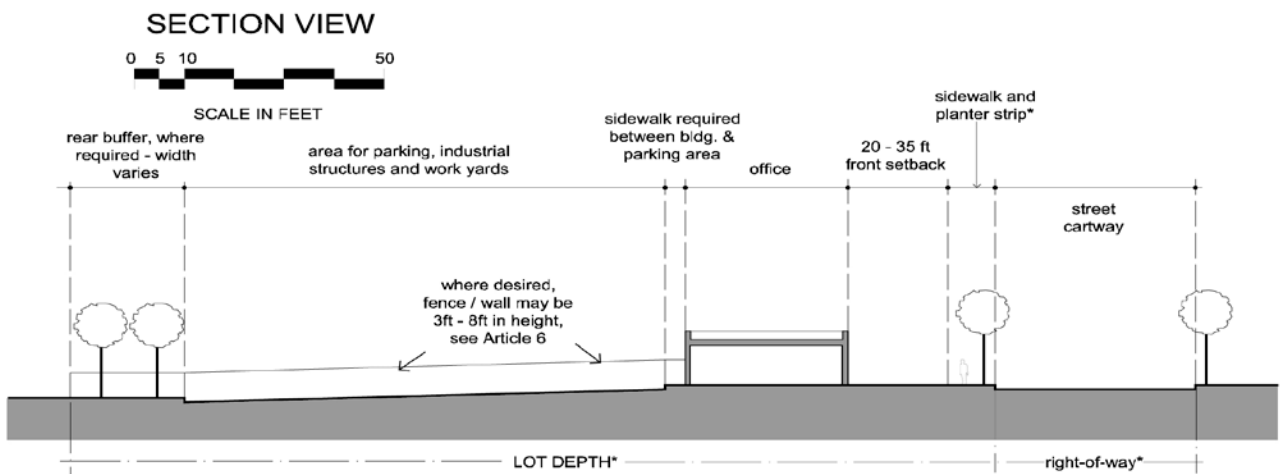 SECTION VIEW
0 5 10 50
SCALE IN FEET
rear buffer, where
required - width
varies
area for parking, industrial
structures and work yards
sidewalk required
between bldg. &
parking area
office
20 - 35 ft
front setback
sidewalk and
planter strip*
street
cartway
where desired,
fence / wall may be
3ft - 8ft in height,
see Article 6
LOT DEPTH*
right-of-way*